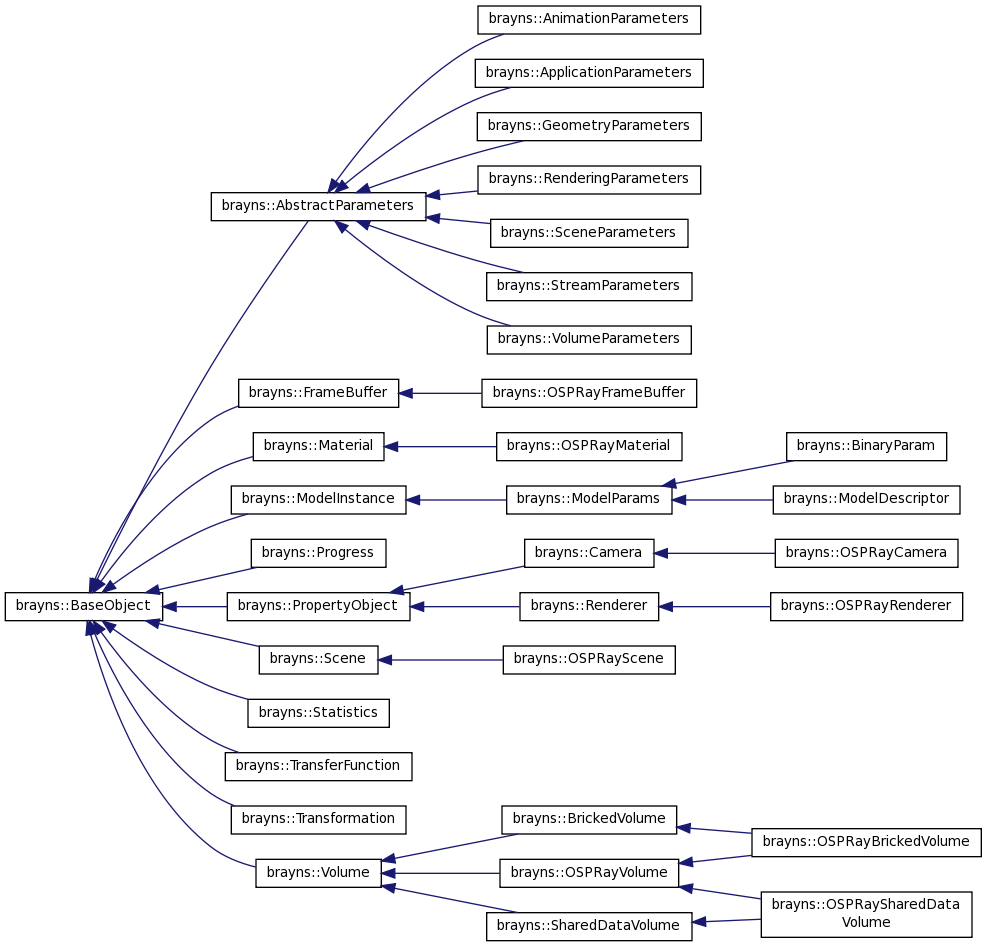 brayns::AnimationParameters
brayns::ApplicationParameters
brayns::GeometryParameters
brayns::RenderingParameters
brayns::AbstractParameters
brayns::SceneParameters
brayns::StreamParameters
brayns::VolumeParameters
brayns::FrameBuffer
brayns::OSPRayFrameBuffer
brayns::Material
brayns::OSPRayMaterial
brayns::BinaryParam
brayns::ModelInstance
brayns::ModelParams
brayns::ModelDescriptor
brayns::Progress
brayns::Camera
brayns::OSPRayCamera
brayns::BaseObject
brayns::PropertyObject
brayns::Renderer
brayns::OSPRayRenderer
brayns::Scene
brayns::OSPRayScene
brayns::Statistics
brayns::TransferFunction
brayns::Transformation
brayns::BrickedVolume
brayns::OSPRayBrickedVolume
brayns::Volume
brayns::OSPRayVolume
brayns::OSPRaySharedData
Volume
brayns::SharedDataVolume